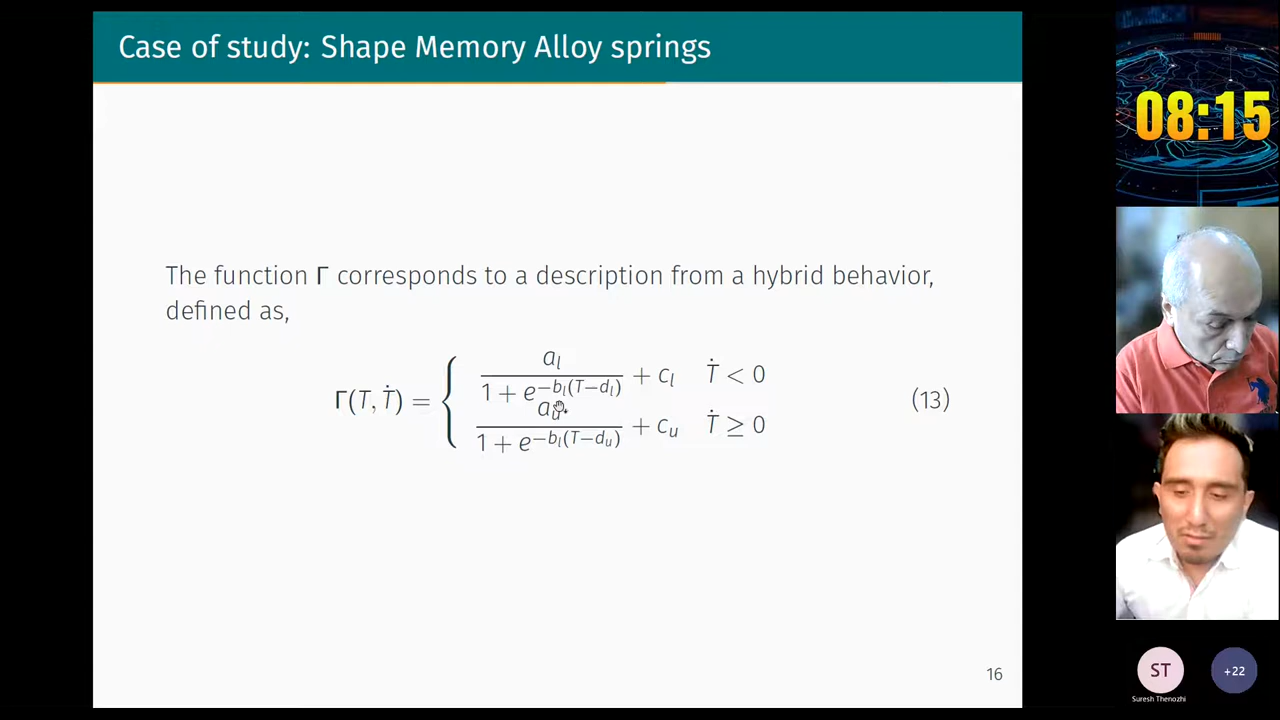 Case of study: Shape Memory Alloy springs
08:15
The function Γ corresponds to a description from a hybrid behavior,
defined as,
Γ(T, Ṫ) = { a_l / (1 + e^{-b_l(T-d_l)}) + c_l   Ṫ < 0
a_u / (1 + e^{-b_l(T-d_u)}) + c_u   Ṫ ≥ 0   (13)
16
ST
+22
Suresh Thenozhi